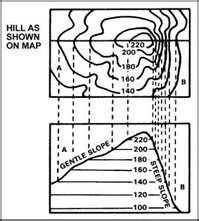 HILL AS
SHOWN
ON MAP
220
200
180
160
140
A
B
GENTLE SLOPE
STEEP SLOPE
220
200
180
160
140
120
100
A
B